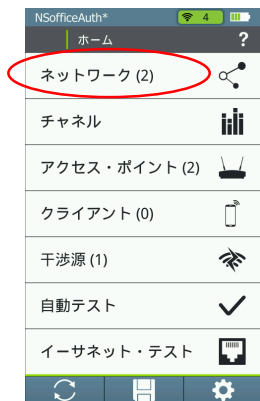 NSofficeAuth* 4
ホーム ?
ネットワーク (2)
チャネル
アクセス・ポイント (2)
クライアント (0)
干渉源 (1)
自動テスト
イーサネット・テスト